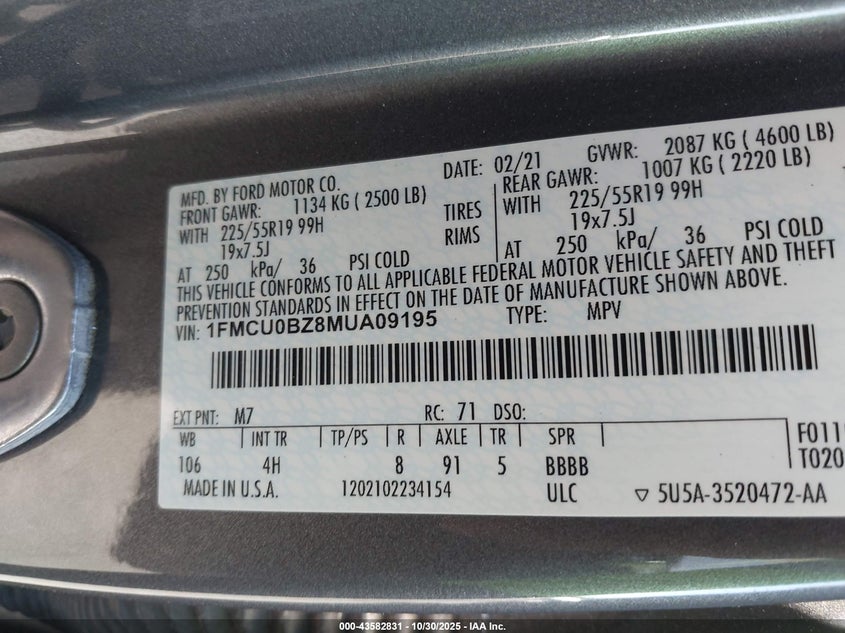 MFD. BY FORD MOTOR CO. DATE: 02/21 GVWR: 2087 KG ( 4600 LB)
FRONT GAWR: 1134 KG ( 2500 LB) REAR GAWR: 1007 KG ( 2220 LB)
WITH 225/55R19 99H TIRES WITH 225/55R19 99H
19x7.5J RIMS 19x7.5J
AT 250 kPa/ 36 PSI COLD AT 250 kPa/ 36 PSI COLD
THIS VEHICLE CONFORMS TO ALL APPLICABLE FEDERAL MOTOR VEHICLE SAFETY AND THEFT
PREVENTION STANDARDS IN EFFECT ON THE DATE OF MANUFACTURE SHOWN ABOVE.
VIN: 1FMCU0BZ8MUA09195 TYPE: MPV
EXT PNT: M7 RC: 71 DSO:
WB INT TR TP/PS R AXLE TR SPR
106 4H 8 91 5 BBBB
F011
T020
MADE IN U.S.A. 1202102234154 ULC ▽ 5U5A-3520472-AA
000-43582831 - 10/30/2025 - IAA Inc.